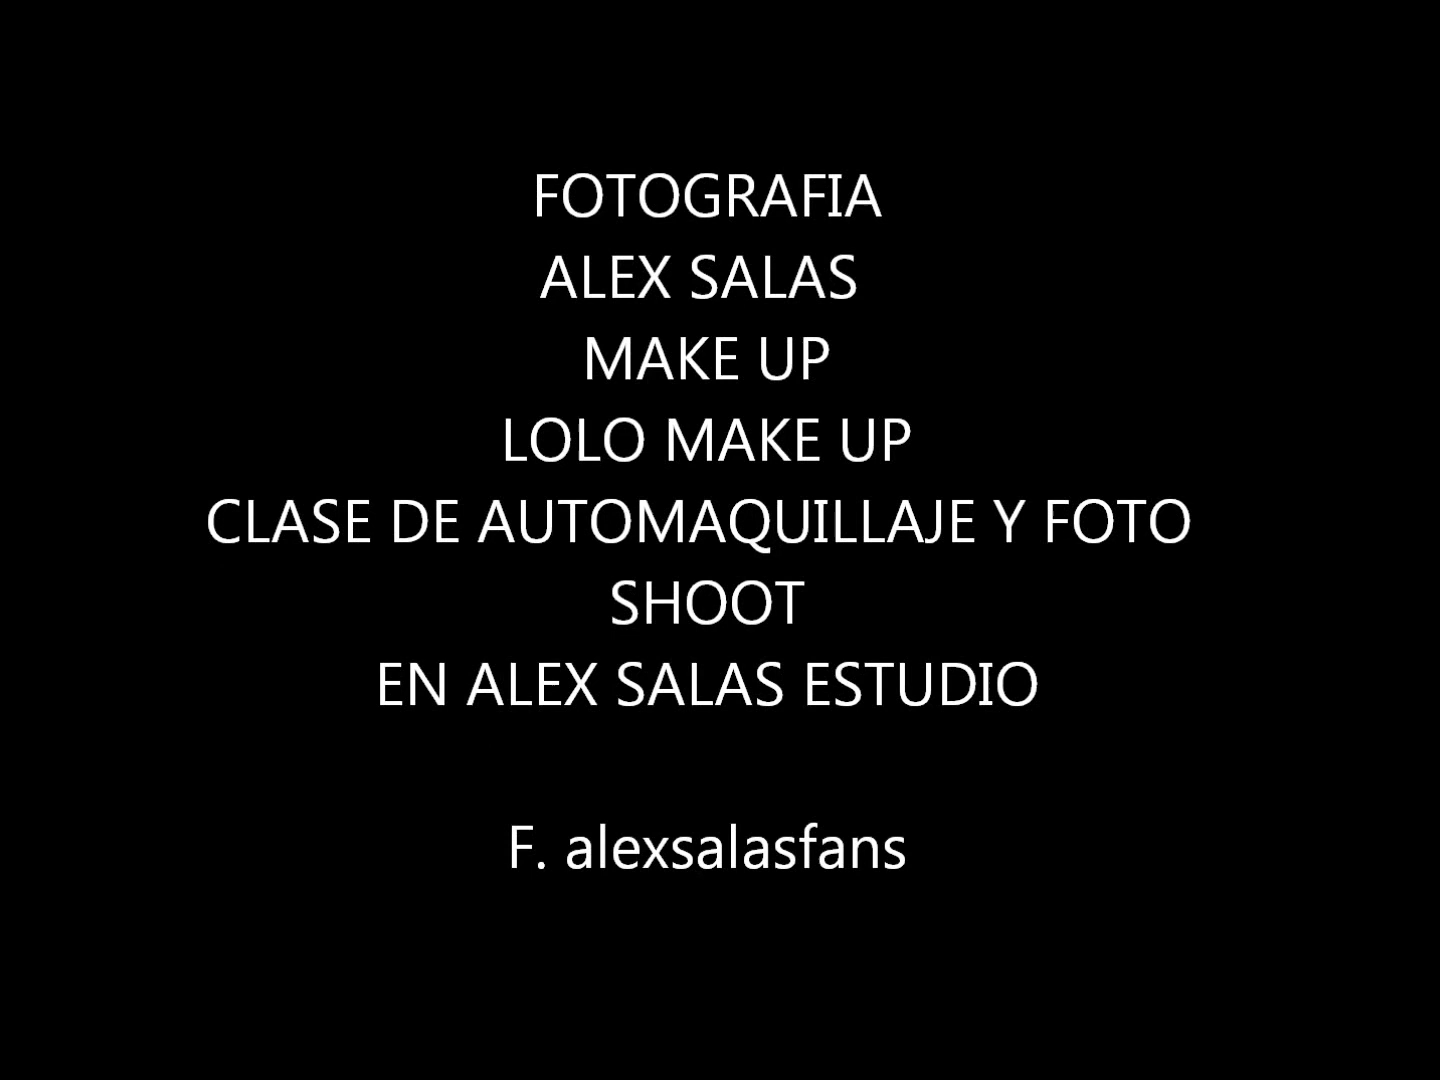 FOTOGRAFIA
ALEX SALAS
MAKE UP
LOLO MAKE UP
CLASE DE AUTOMAQUILLAJE Y FOTO
SHOOT
EN ALEX SALAS ESTUDIO
F. alexsalasfans